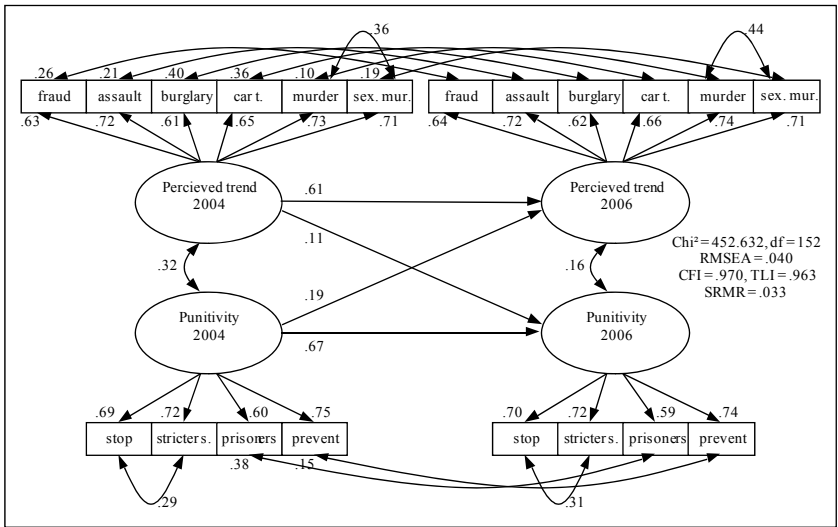 .36 .44
.26 .21 .40 .36 .10 .19
fraud assault burglary car t. murder sex. mur. fraud assault burglary car t. murder sex. mur.
.63 .72 .61 .65 .73 .71 .64 .72 .62 .66 .74 .71
Percieved trend
2004
.61
Percieved trend
2006
.11
.32
.16
Chi² = 452.632, df = 152
RMSEA = .040
CFI = .970, TLI = .963
SRMR = .033
.19
Punitivity
2004
.67
Punitivity
2006
.69 .72 .60 .75 .70 .72 .59 .74
stop stricter s. prisoners prevent stop stricter s. prisoners prevent
.38 .15
.29 .31